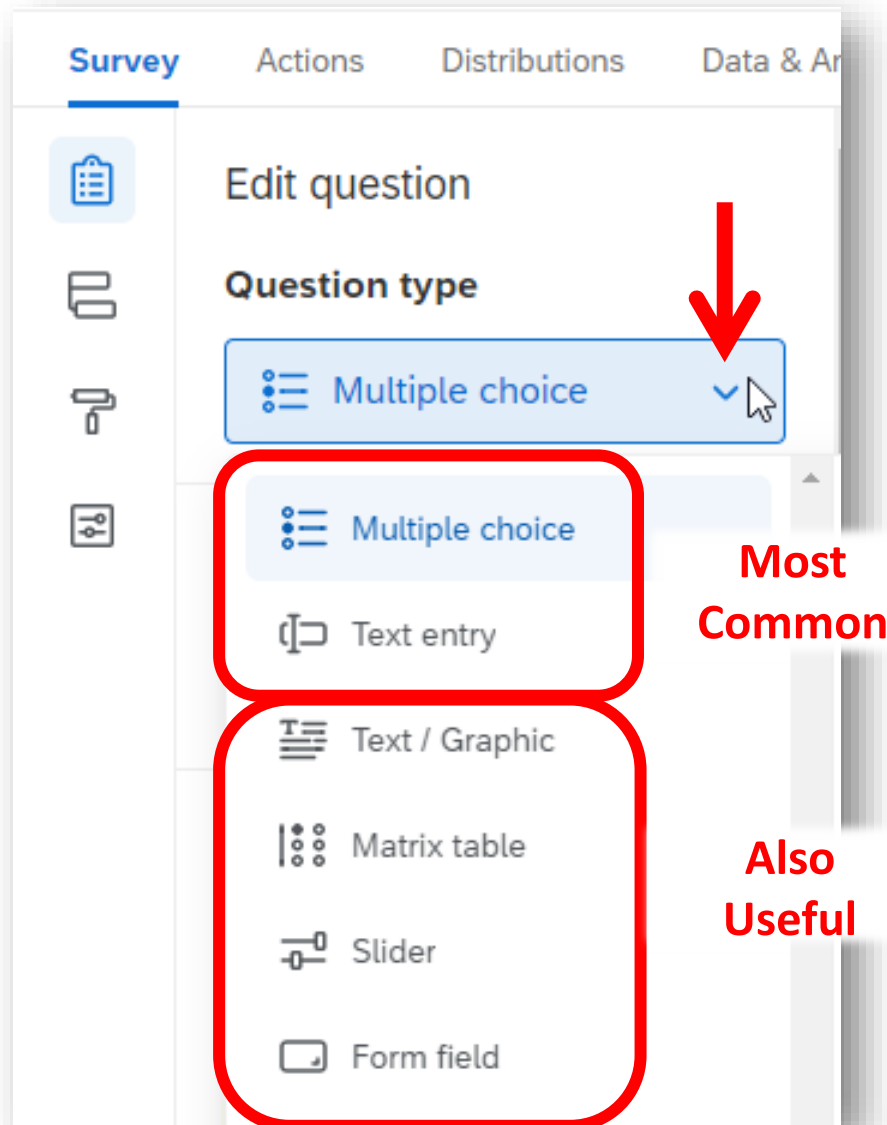 Survey Actions Distributions Data & Ar
Edit question
Question type
Multiple choice
Multiple choice
Text entry
Most
Common
Text / Graphic
Matrix table
Also
Useful
Slider
Form field